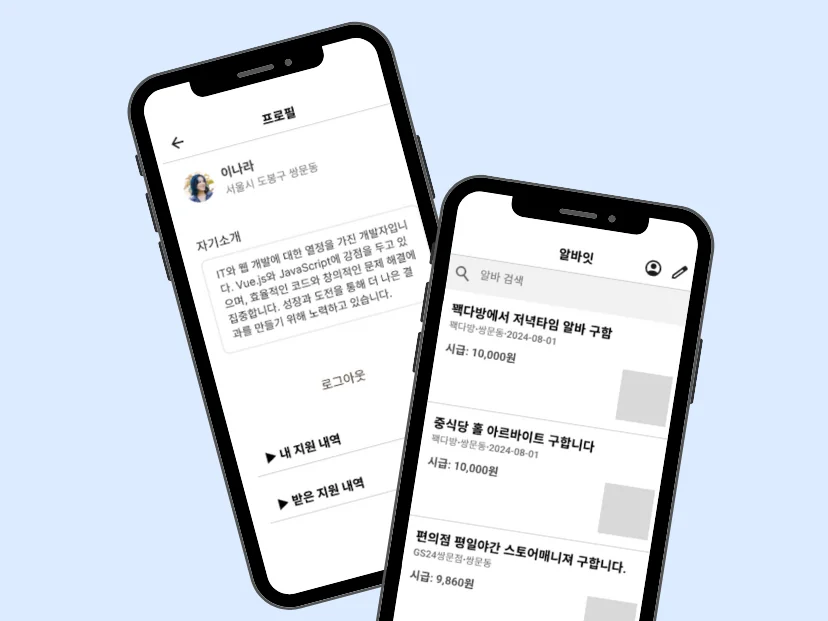 프로필
이나라
서울시 도봉구 쌍문동
자기소개
IT와 웹 개발에 대한 열정을 가진 개발자입니
다. Vue.js와 JavaScript에 강점을 두고 있
으며, 효율적인 코드와 창의적인 문제 해결에
집중합니다. 성장과 도전을 통해 더 나은 결
과를 만들기 위해 노력하고 있습니다.
로그아웃
▶ 내 지원 내역
▶ 받은 지원 내역
알바잇
알바 검색
꽥다방에서 저녁타임 알바 구함
꽥다방·쌍문동·2024-08-01
시급: 10,000원
중식당 홀 아르바이트 구합니다
꽥다방·쌍문동·2024-08-01
시급: 10,000원
편의점 평일야간 스토어매니져 구합니다.
GS24쌍문점·쌍문동
시급: 9,860원